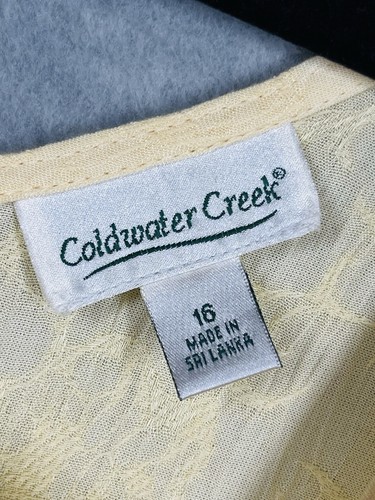 Coldwater Creek®
16
MADE IN
SRI LANKA